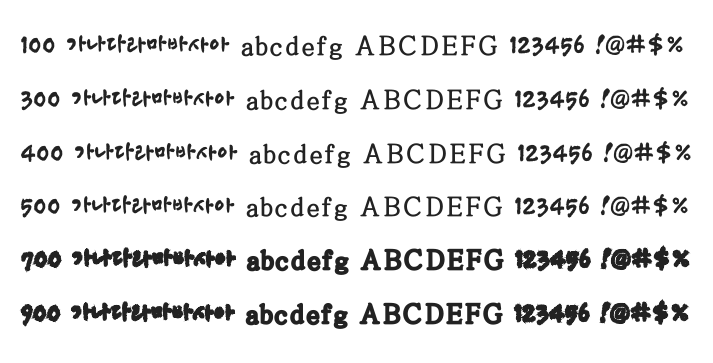 100 가나다라마바사아 abcdefg ABCDEFG 123456 !@#$%
300 가나다라마바사아 abcdefg ABCDEFG 123456 !@#$%
400 가나다라마바사아 abcdefg ABCDEFG 123456 !@#$%
500 가나다라마바사아 abcdefg ABCDEFG 123456 !@#$%
700 가나다라마바사아 abcdefg ABCDEFG 123456 !@#$%
900 가나다라마바사아 abcdefg ABCDEFG 123456 !@#$%